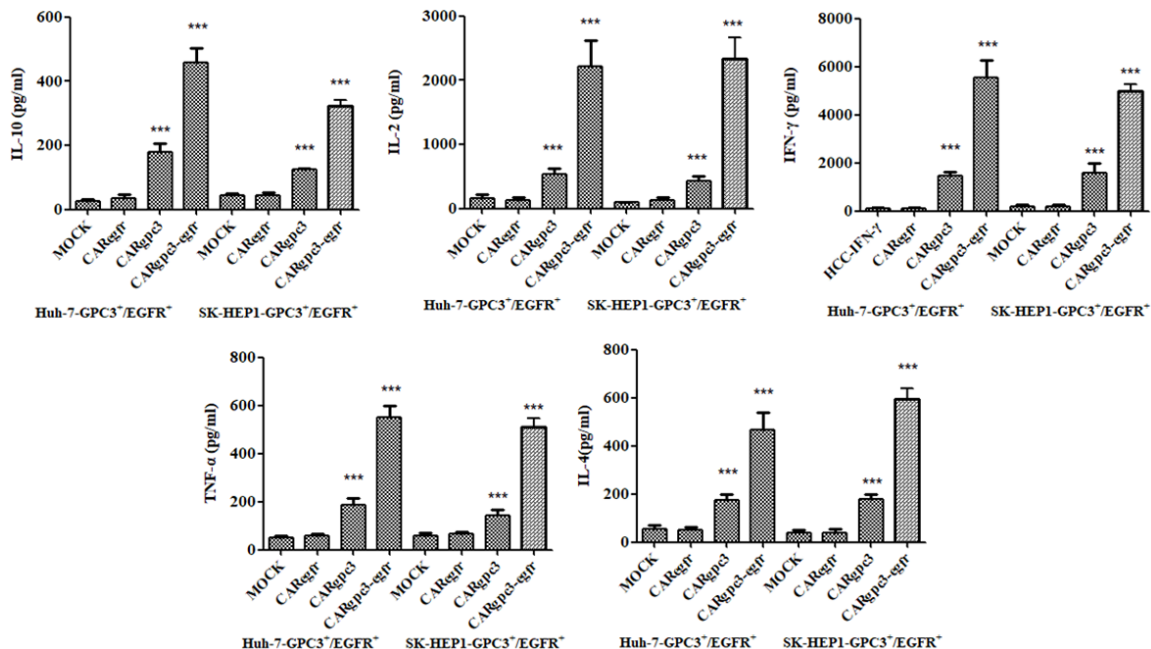 IL-10 (pg/ml)
600
400
200
0
***
***
***
***
MOCK
CARegfr
CARgpc3
CARgpc3-egfr
MOCK
CARegfr
CARgpc3
CARgpc3-egfr
Huh-7-GPC3⁺/EGFR⁺ SK-HEP1-GPC3⁺/EGFR⁺
IL-2 (pg/ml)
3000
2000
1000
0
***
***
***
***
MOCK
CARegfr
CARgpc3
CARgpc3-egfr
MOCK
CARegfr
CARgpc3
CARgpc3-egfr
Huh-7-GPC3⁺/EGFR⁺ SK-HEP1-GPC3⁺/EGFR⁺
IFN-γ (pg/ml)
8000
6000
4000
2000
0
***
***
***
***
HCC-IFN-γ
CARegfr
CARgpc3
CARgpc3-egfr
MOCK
CARegfr
CARgpc3
CARgpc3-egfr
Huh-7-GPC3⁺/EGFR⁺ SK-HEP1-GPC3⁺/EGFR⁺
TNF-α (pg/ml)
800
600
400
200
0
***
***
***
***
MOCK
CARegfr
CARgpc3
CARgpc3-egfr
MOCK
CARegfr
CARgpc3
CARgpc3-egfr
Huh-7-GPC3⁺/EGFR⁺ SK-HEP1-GPC3⁺/EGFR⁺
IL-4(pg/ml)
800
600
400
200
0
***
***
***
***
MOCK
CARegfr
CARgpc3
CARgpc3-egfr
MOCK
CARegfr
CARgpc3
CARgpc3-egfr
Huh-7-GPC3⁺/EGFR⁺ SK-HEP1-GPC3⁺/EGFR⁺